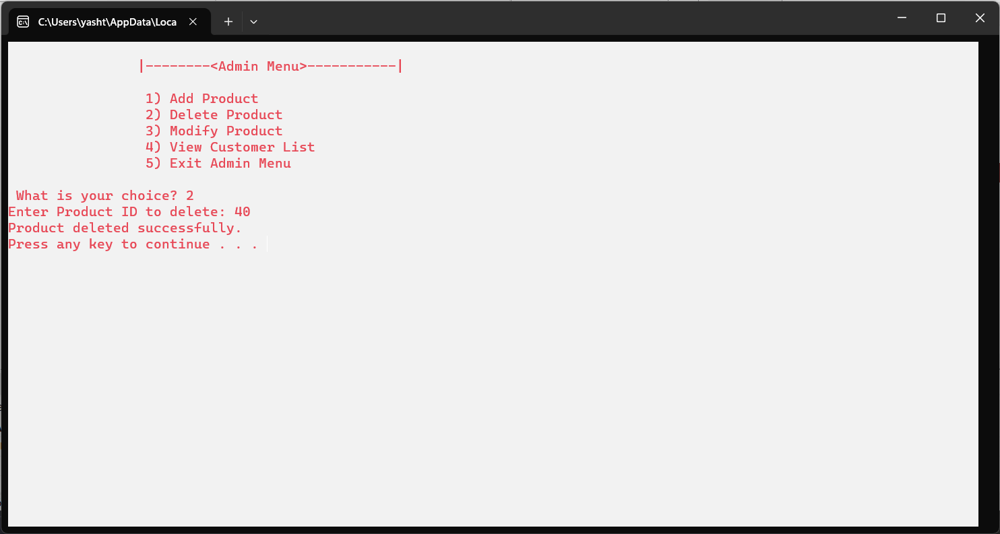 C:\Users\yasht\AppData\Loca
|--------<Admin Menu>-----------|
1) Add Product
2) Delete Product
3) Modify Product
4) View Customer List
5) Exit Admin Menu
What is your choice? 2
Enter Product ID to delete: 40
Product deleted successfully.
Press any key to continue . . .